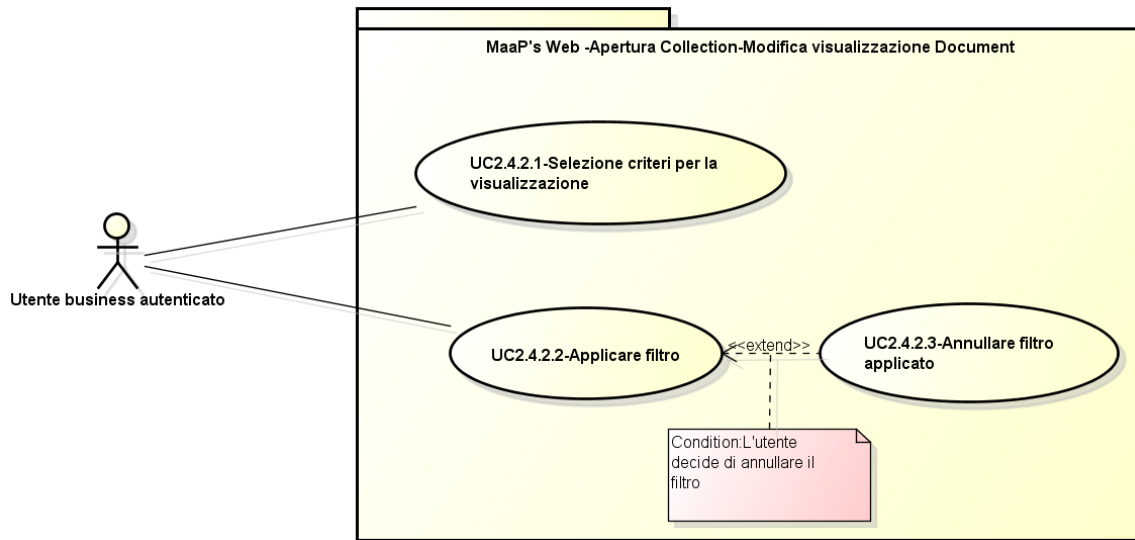 MaaP's Web -Apertura Collection-Modifica visualizzazione Document
UC2.4.2.1-Selezione criteri per la
visualizzazione
Utente business autenticato
UC2.4.2.2-Applicare filtro
<<extend>>
UC2.4.2.3-Annullare filtro
applicato
Condition:L'utente
decide di annullare il
filtro